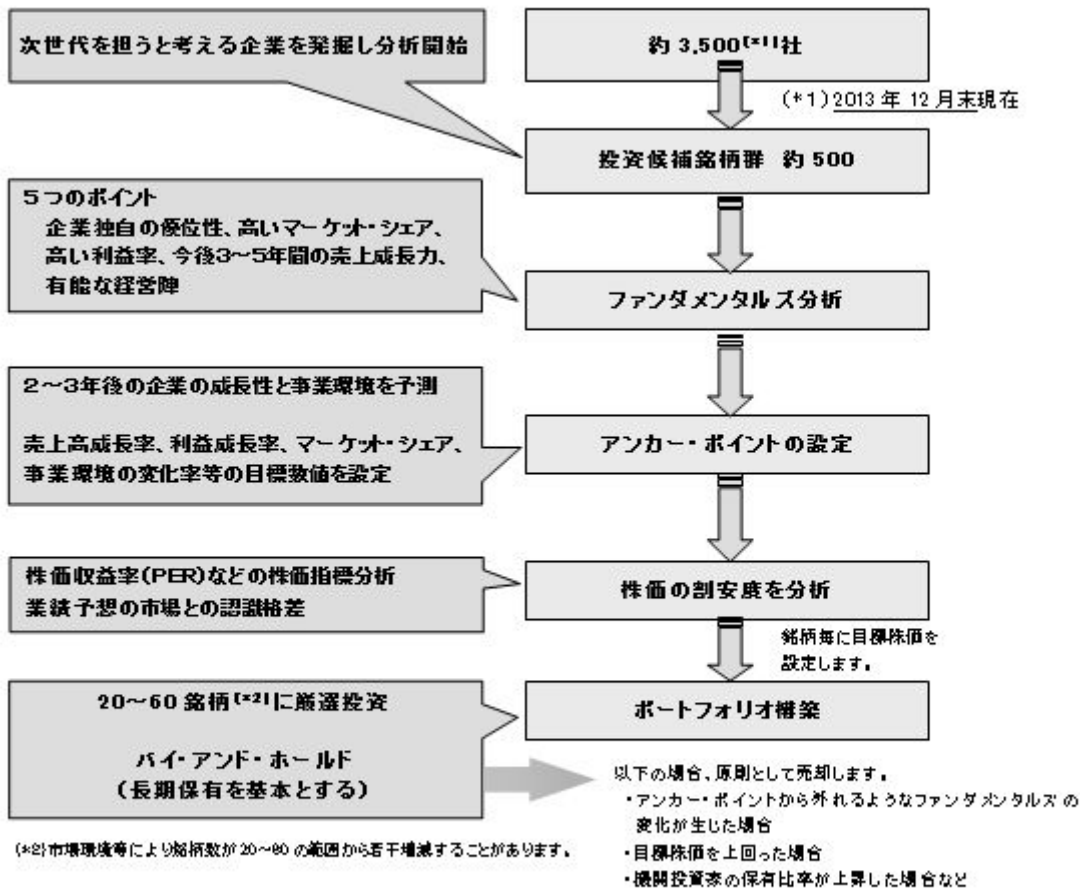 次世代を担うと考える企業を発掘し分析開始
約 3,500(*1)社
(*1)2013 年 12 月末現在
投資候補銘柄群 約 500
5つのポイント
企業独自の優位性、高いマーケット・シェア、
高い利益率、今後3~5年間の売上成長力、
有能な経営陣
ファンダメンタルズ分析
2~3年後の企業の成長性と事業環境を予測
売上高成長率、利益成長率、マーケット・シェア、
事業環境の変化率等の目標数値を設定
アンカー・ポイントの設定
株価収益率(PER)などの株価指標分析
業績予想の市場との認識格差
株価の割安度を分析
銘柄毎に目標株価を
設定します。
20~60 銘柄(*2)に厳選投資
バイ・アンド・ホールド
(長期保有を基本とする)
ポートフォリオ構築
以下の場合、原則として売却します。
・アンカー・ポイントから外れるようなファンダメンタルズの
変化が生じた場合
・目標株価を上回った場合
・機関投資家の保有比率が上昇した場合など
(*2)市場環境等により銘柄数が20~60の範囲から若干増減することがあります。